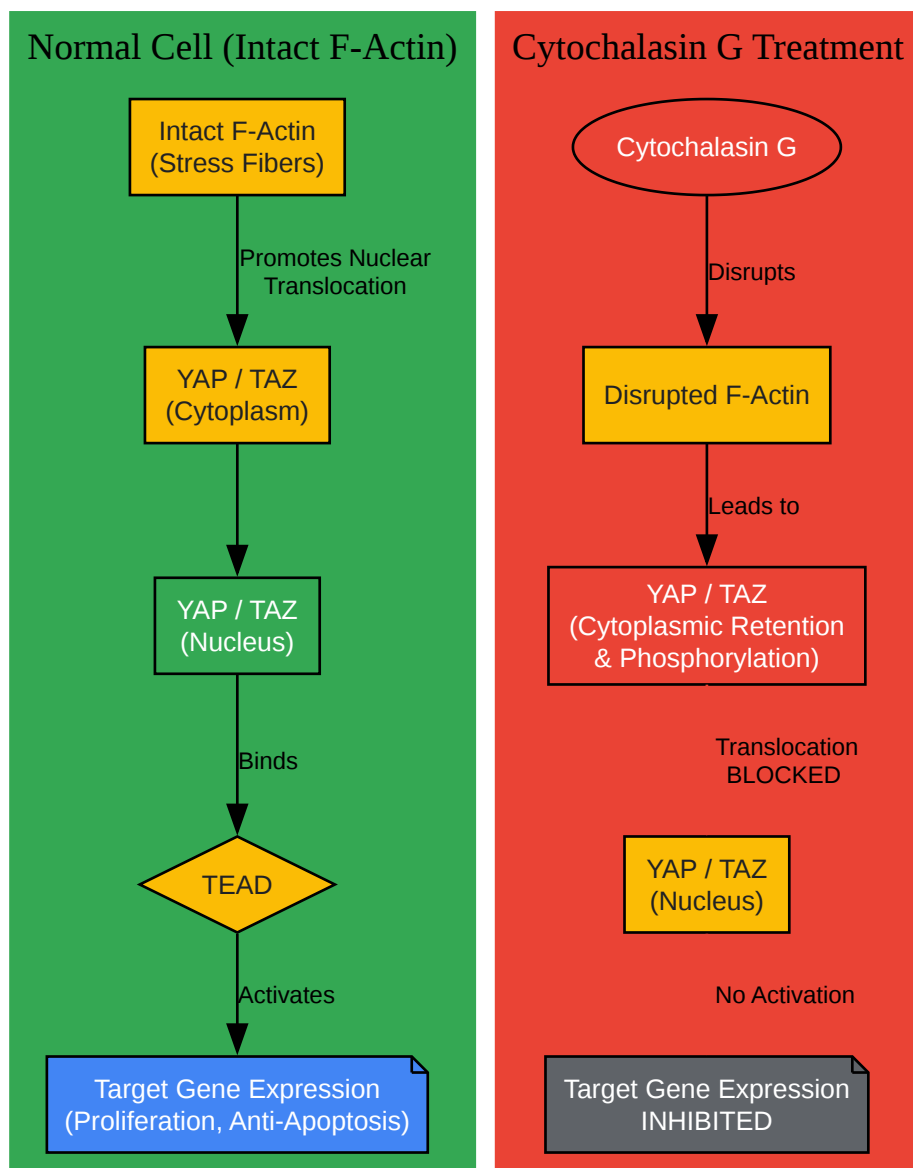 Normal Cell (Intact F-Actin)
Intact F-Actin
(Stress Fibers)
Promotes Nuclear
Translocation
YAP / TAZ
(Cytoplasm)
YAP / TAZ
(Nucleus)
Binds
TEAD
Activates
Target Gene Expression
(Proliferation, Anti-Apoptosis)
Cytochalasin G Treatment
Cytochalasin G
Disrupts
Disrupted F-Actin
Leads to
YAP / TAZ
(Cytoplasmic Retention
& Phosphorylation)
Translocation
BLOCKED
YAP / TAZ
(Nucleus)
No Activation
Target Gene Expression
INHIBITED